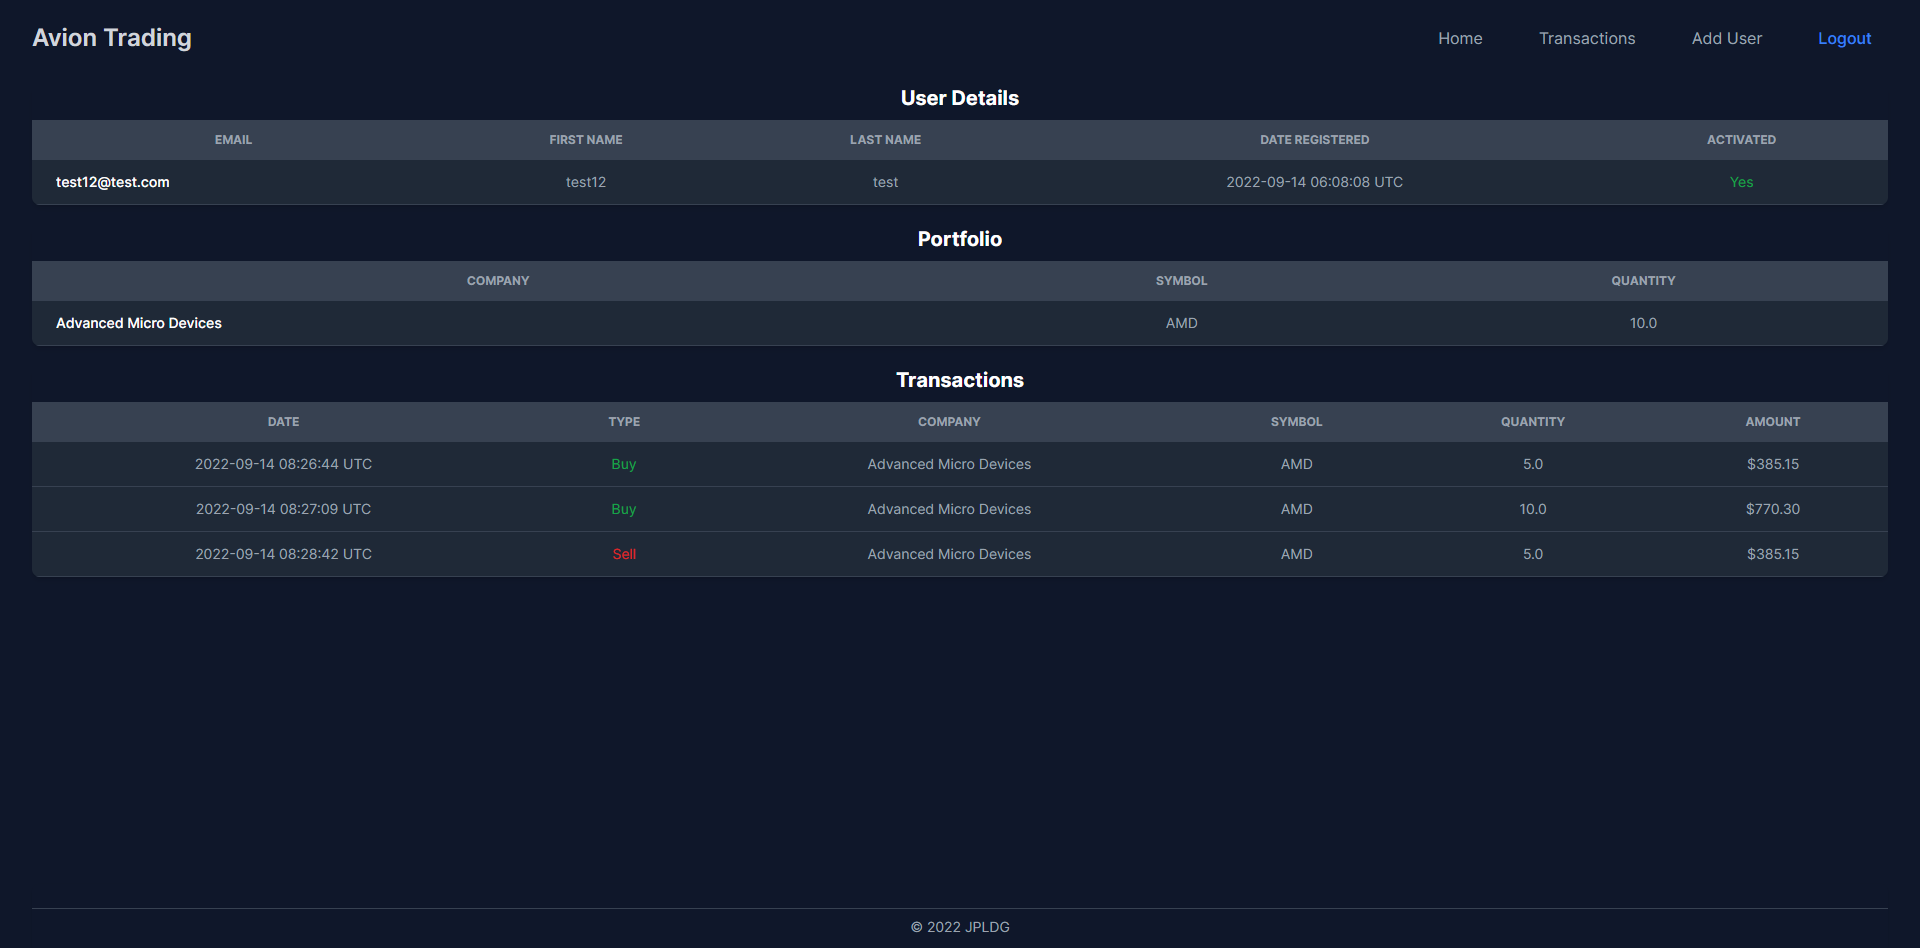 Avion Trading Home Transactions Add User Logout
User Details
EMAIL FIRST NAME LAST NAME DATE REGISTERED ACTIVATED
test12@test.com test12 test 2022-09-14 06:08:08 UTC Yes
Portfolio
COMPANY SYMBOL QUANTITY
Advanced Micro Devices AMD 10.0
Transactions
DATE TYPE COMPANY SYMBOL QUANTITY AMOUNT
2022-09-14 08:26:44 UTC Buy Advanced Micro Devices AMD 5.0 $385.15
2022-09-14 08:27:09 UTC Buy Advanced Micro Devices AMD 10.0 $770.30
2022-09-14 08:28:42 UTC Sell Advanced Micro Devices AMD 5.0 $385.15
© 2022 JPLDG